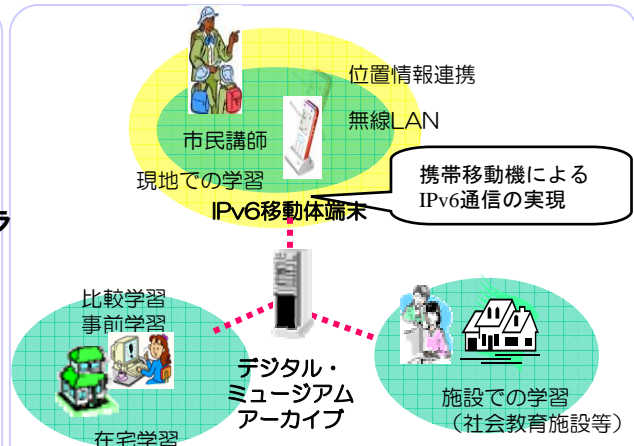 位置情報連携
無線LAN
市民講師
現地での学習
IPv6移動体端末
携帯移動機による
IPv6通信の実現
ラ
比較学習
事前学習
在宅学習
デジタル・
ミュージアム
アーカイブ
施設での学習
（社会教育施設等）